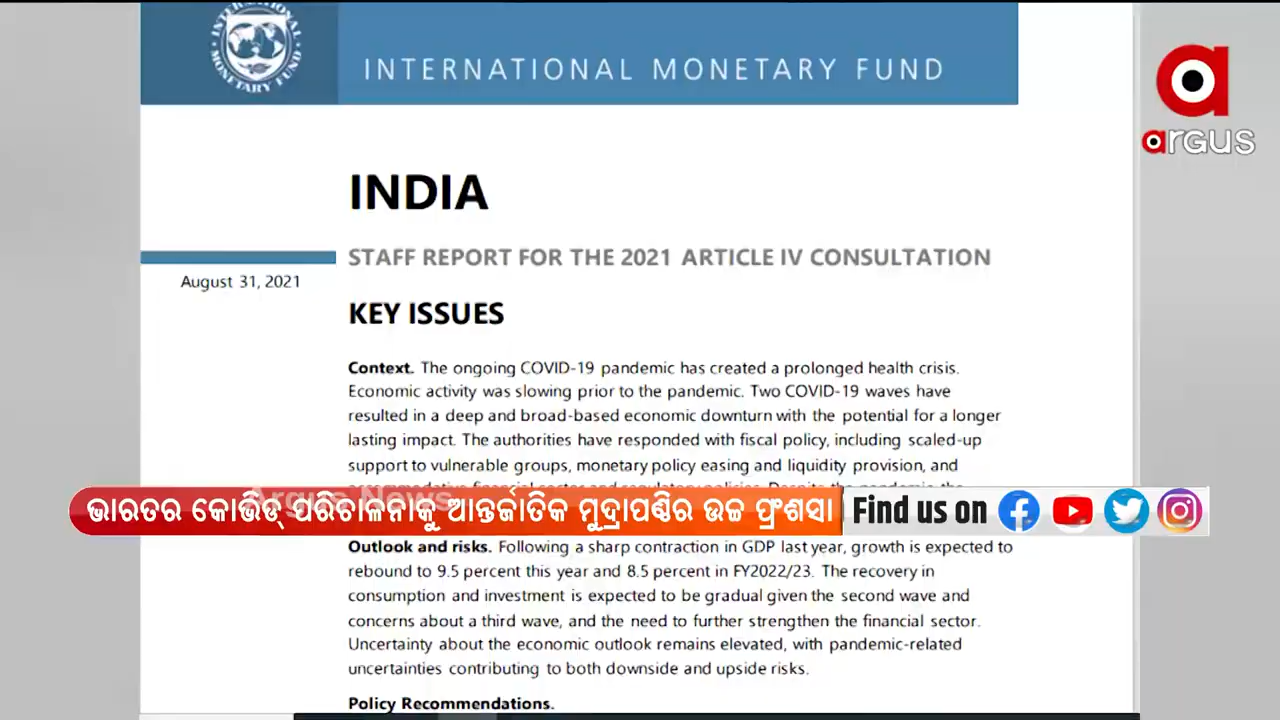 INTERNATIONAL MONETARY FUND
INTERNATIONAL MONETARY FUND
argus
INDIA
STAFF REPORT FOR THE 2021 ARTICLE IV CONSULTATION
August 31, 2021
KEY ISSUES
Context. The ongoing COVID-19 pandemic has created a prolonged health crisis.
Economic activity was slowing prior to the pandemic. Two COVID-19 waves have
resulted in a deep and broad-based economic downturn with the potential for a longer
lasting impact. The authorities have responded with fiscal policy, including scaled-up
support to vulnerable groups, monetary policy easing and liquidity provision, and
Argus News
ଭାରତର କୋଭିଡ୍ ପରିଚାଳନାକୁ ଆନ୍ତର୍ଜାତିକ ମୁଦ୍ରାପଣ୍ଠିର ଉଚ୍ଚ ପ୍ରଂଶସା
Find us on
Outlook and risks. Following a sharp contraction in GDP last year, growth is expected to
rebound to 9.5 percent this year and 8.5 percent in FY2022/23. The recovery in
consumption and investment is expected to be gradual given the second wave and
concerns about a third wave, and the need to further strengthen the financial sector.
Uncertainty about the economic outlook remains elevated, with pandemic-related
uncertainties contributing to both downside and upside risks.
Policy Recommendations.